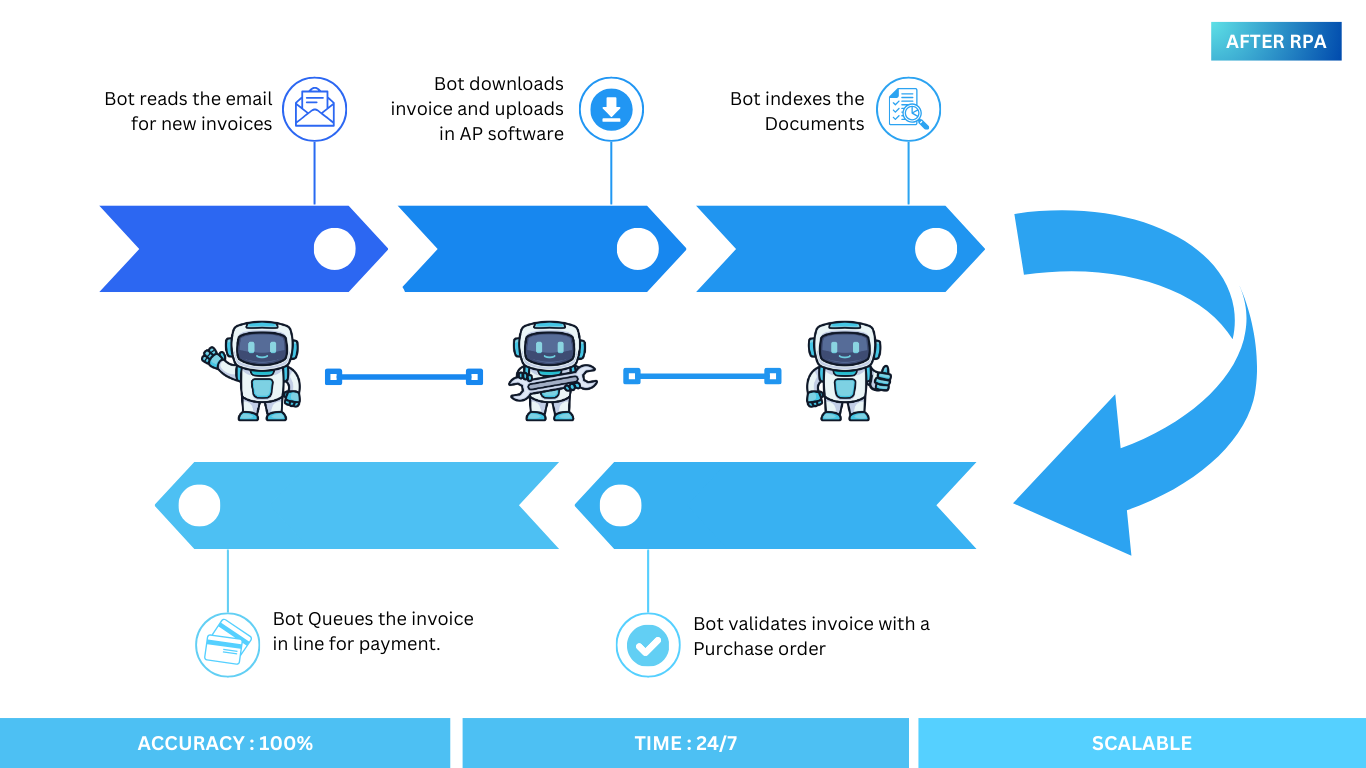 AFTER RPA
Bot reads the email
for new invoices
Bot downloads
invoice and uploads
in AP software
Bot indexes the
Documents
Bot validates invoice with a
Purchase order
Bot Queues the invoice
in line for payment.
ACCURACY : 100%
TIME : 24/7
SCALABLE